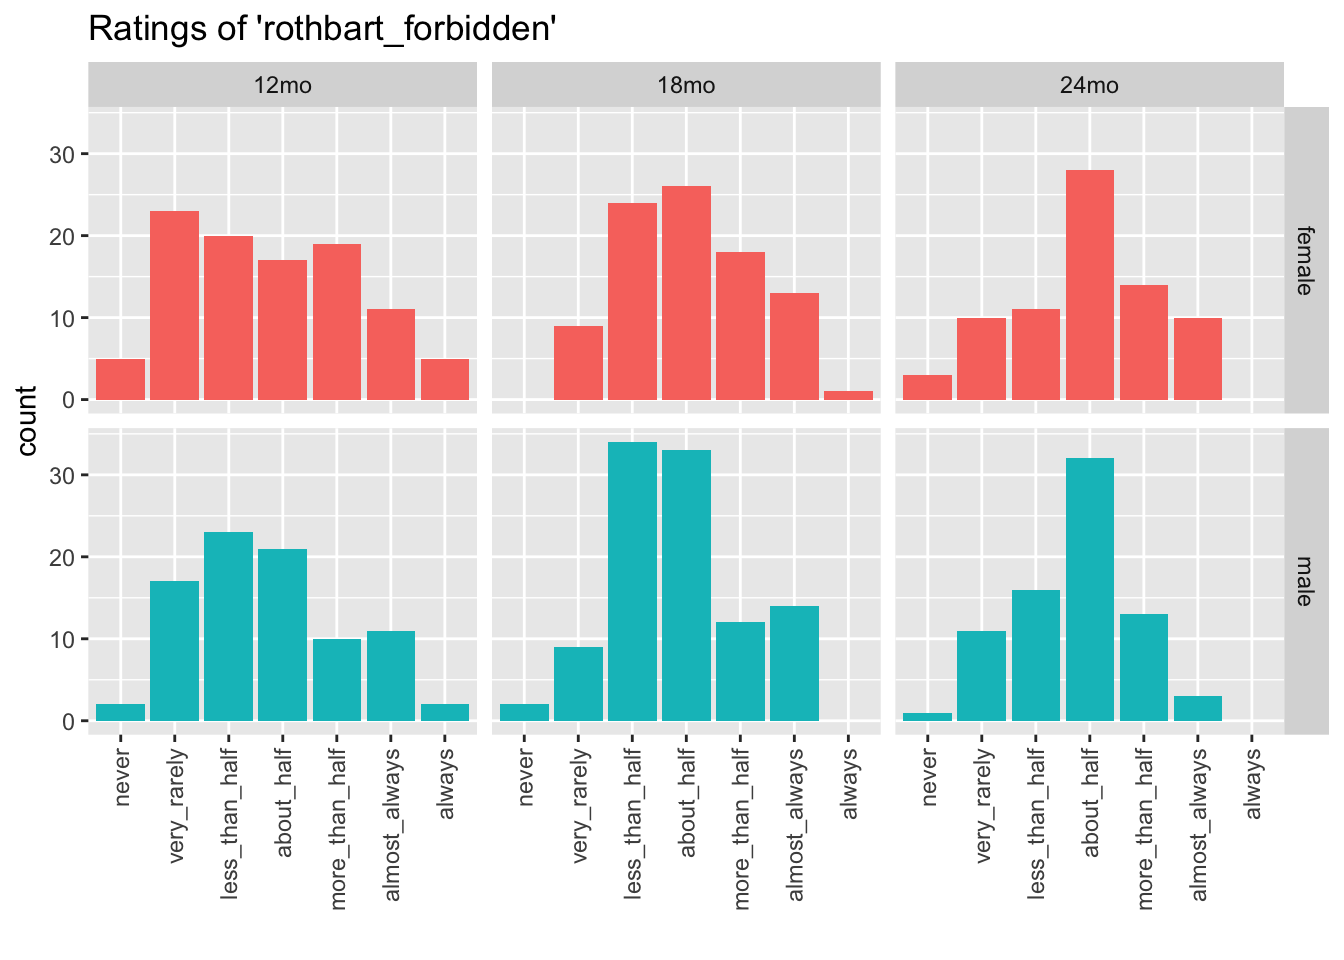 Ratings of 'rothbart_forbidden'
12mo 18mo 24mo
30
20
10
0
female
count
30
20
10
0
male
never very_rarely less_than_half about_half more_than_half almost_always always never very_rarely less_than_half about_half more_than_half almost_always always never very_rarely less_than_half about_half more_than_half almost_always always